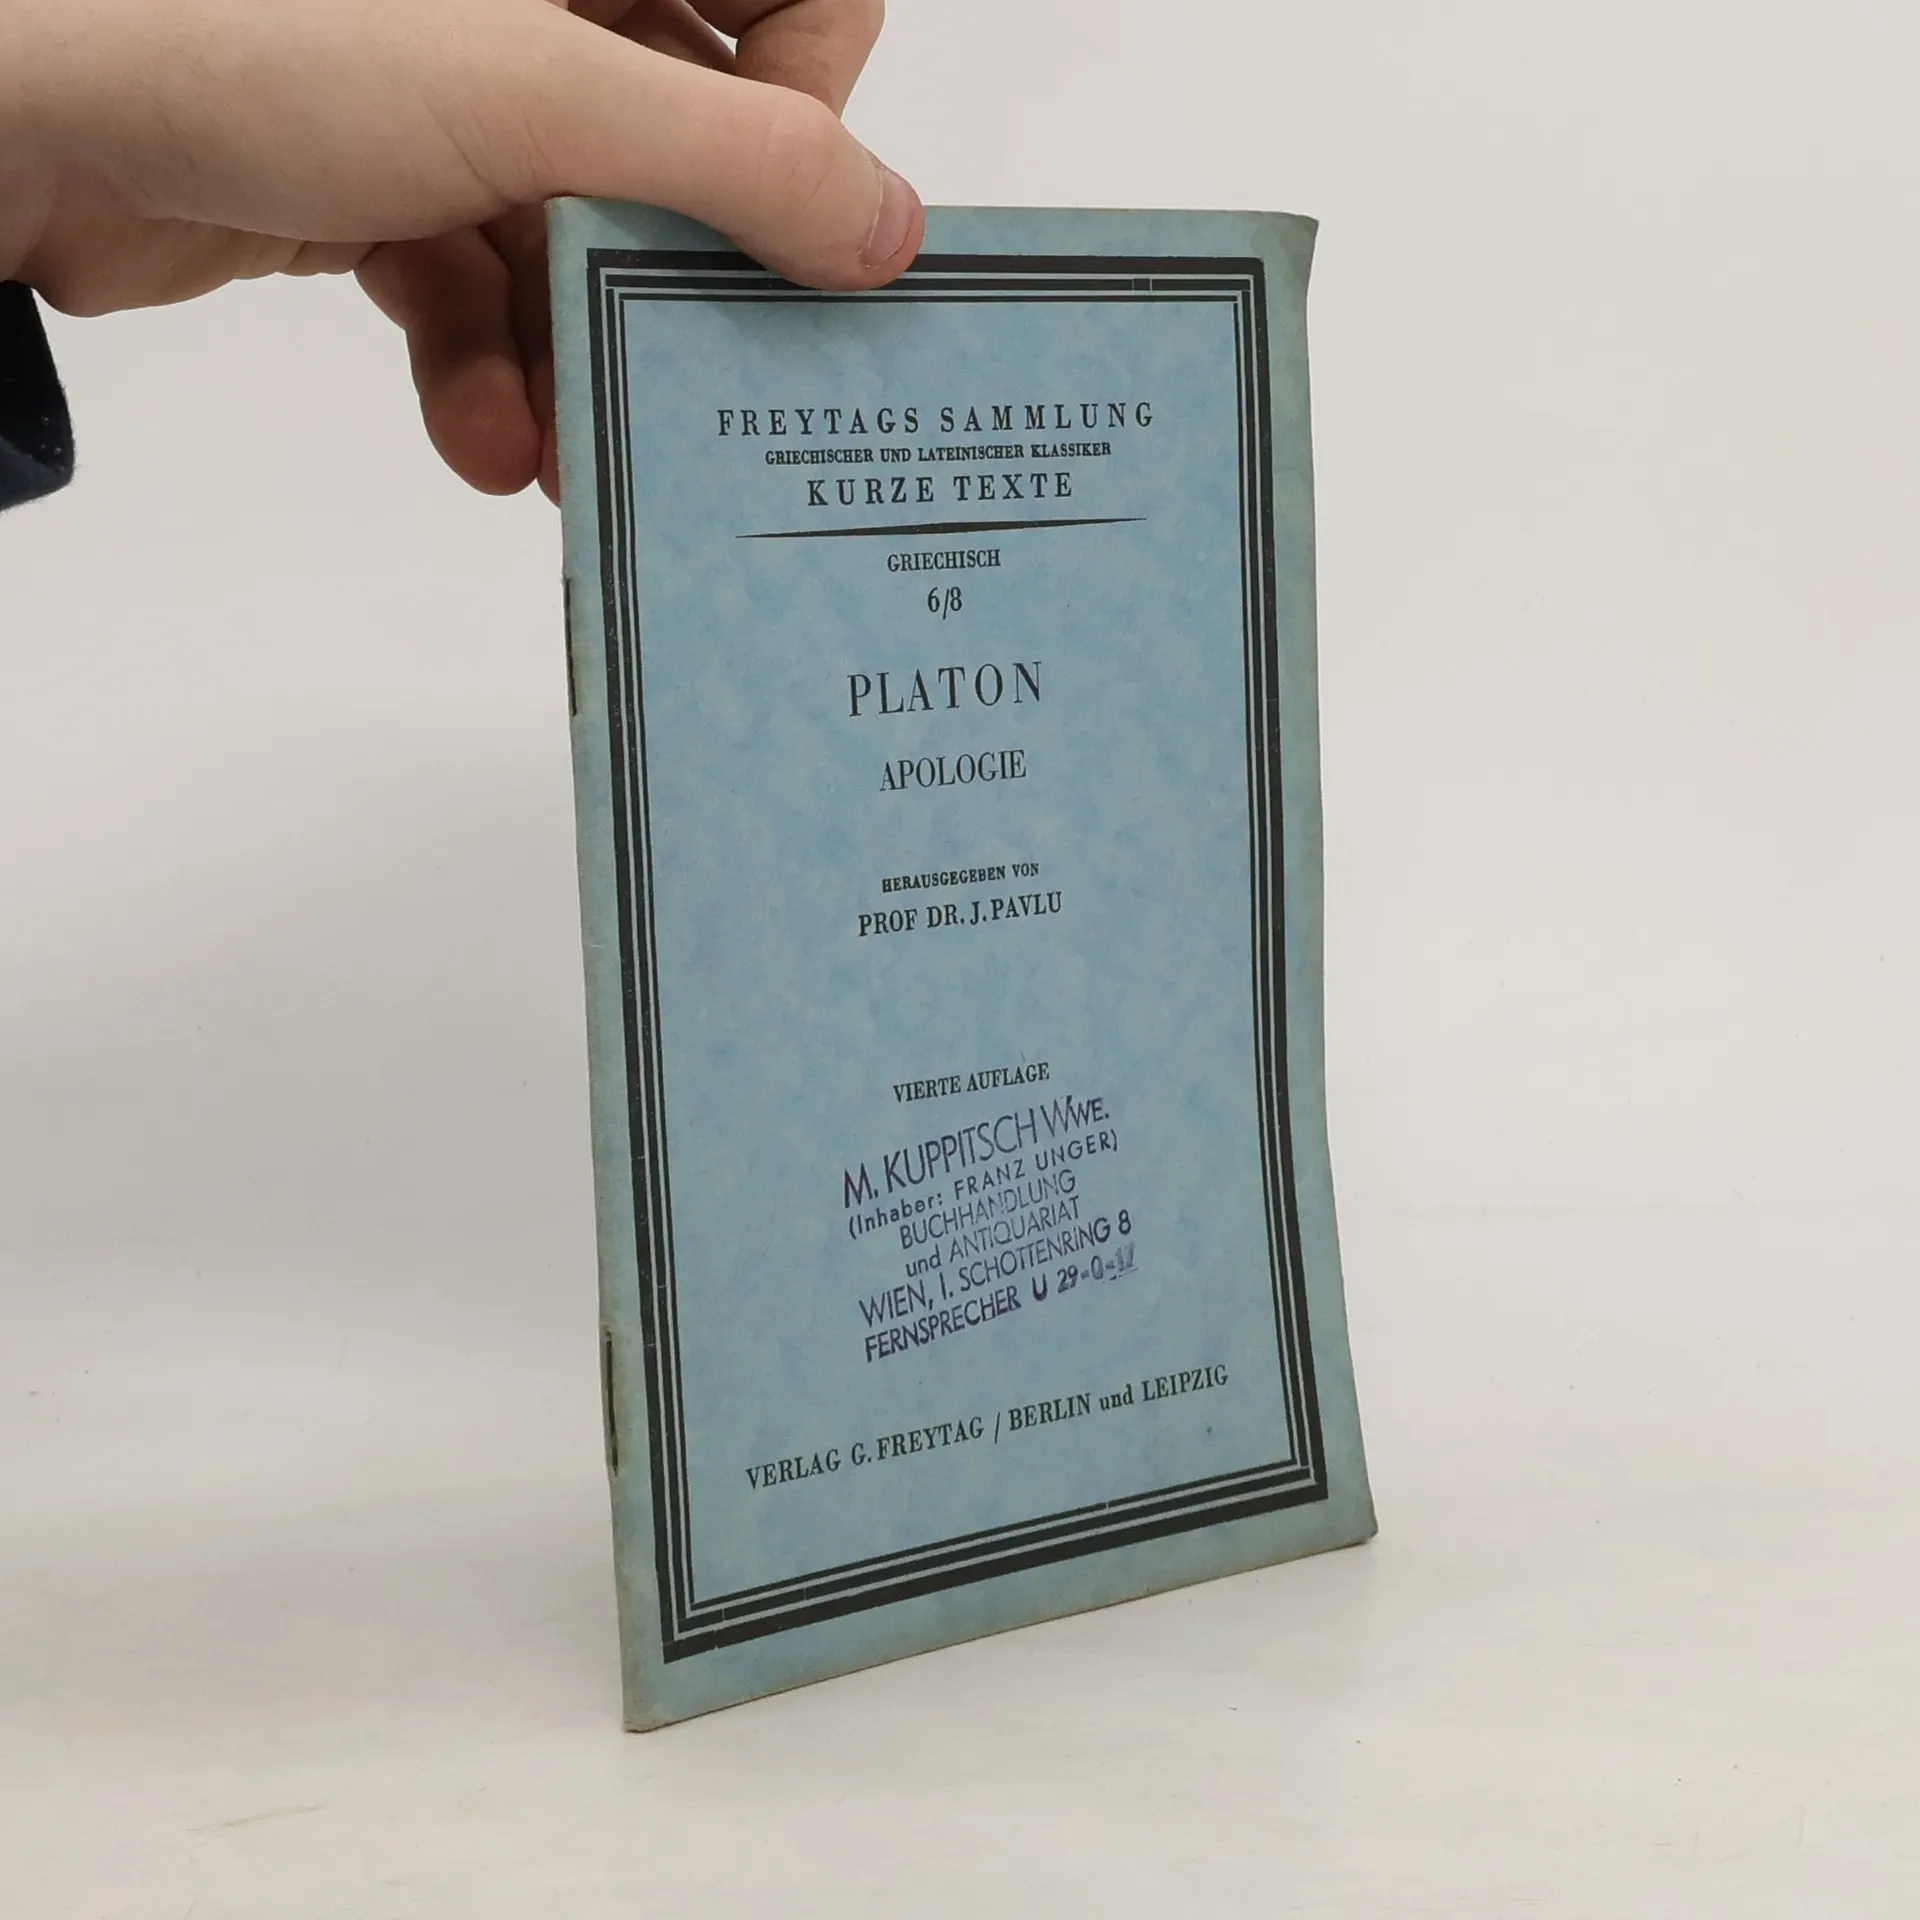 FREYTAGS SAMMLUNG
GRIECHISCHER UND LATEINISCHER KLASSIKER
KURZE TEXTE
GRIECHISCH
6/8
PLATON
APOLOGIE
HERAUSGEGEBEN VON
PROF DR. J. PAVLU
VIERTE AUFLAGE
M. KUPPITSCH WWE.
(Inhaber: FRANZ UNGER)
BUCHHANDLUNG
und ANTIQUARIAT
WIEN, I. SCHOTTENRING 8
FERNSPRECHER U 29-0-17
VERLAG G. FREYTAG / BERLIN und LEIPZIG